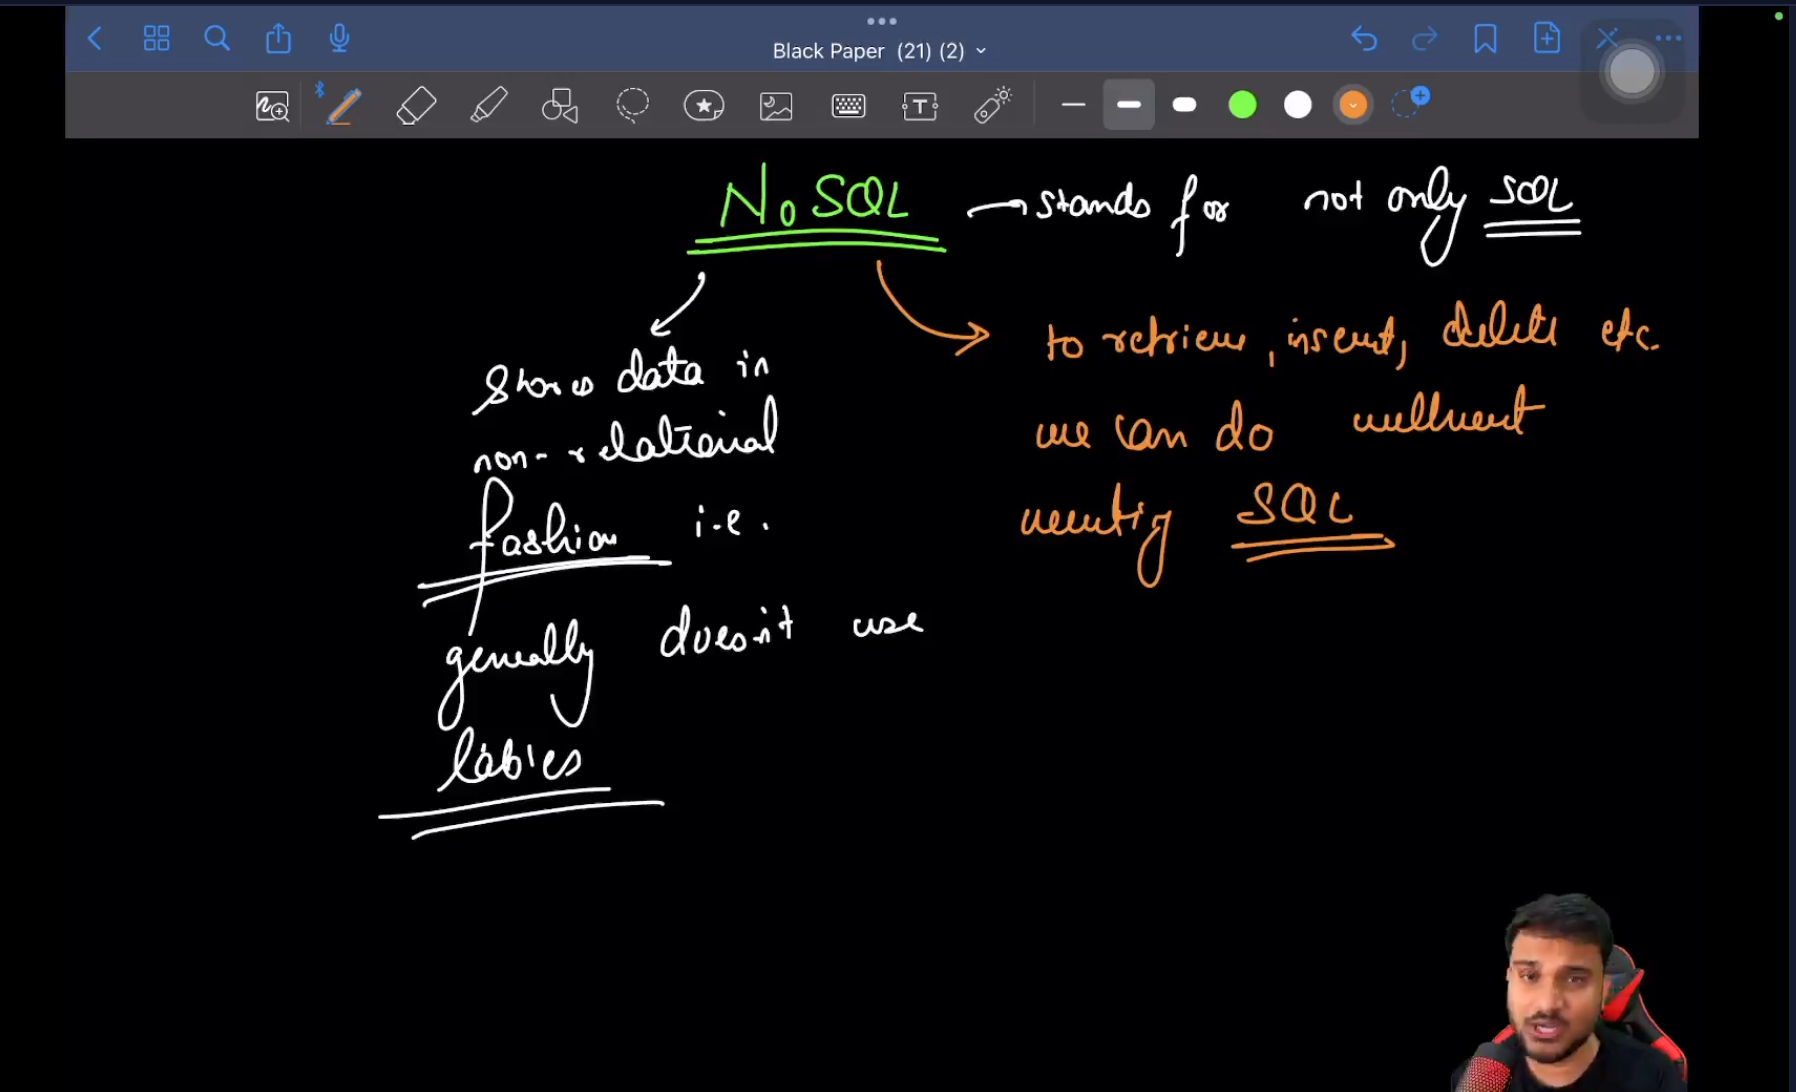 Black Paper (21) (2)
T
NoSQL → stands for not only SQL
stores data in
non-relational
fashion i.e.
generally doesn't use
tables
to retrieve, insert, delete etc.
we can do without
writing SQL